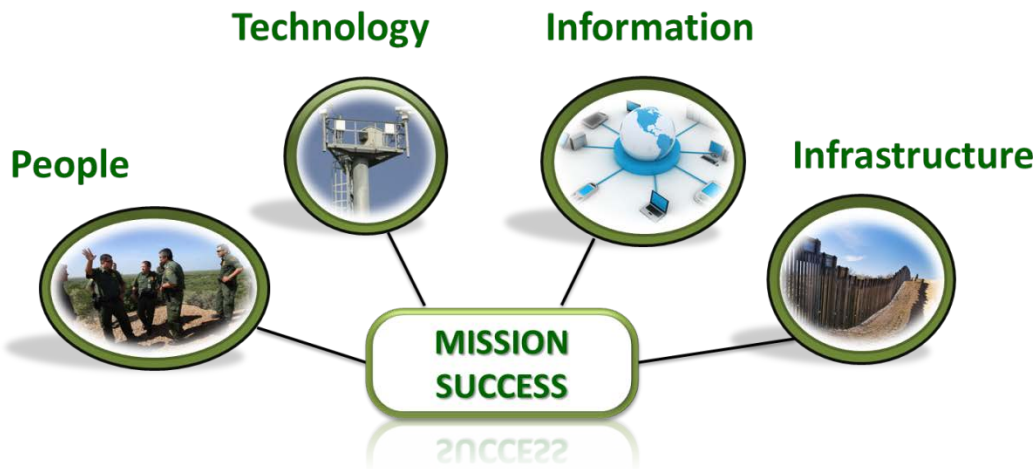 Technology
Information
People
Infrastructure
MISSION
SUCCESS